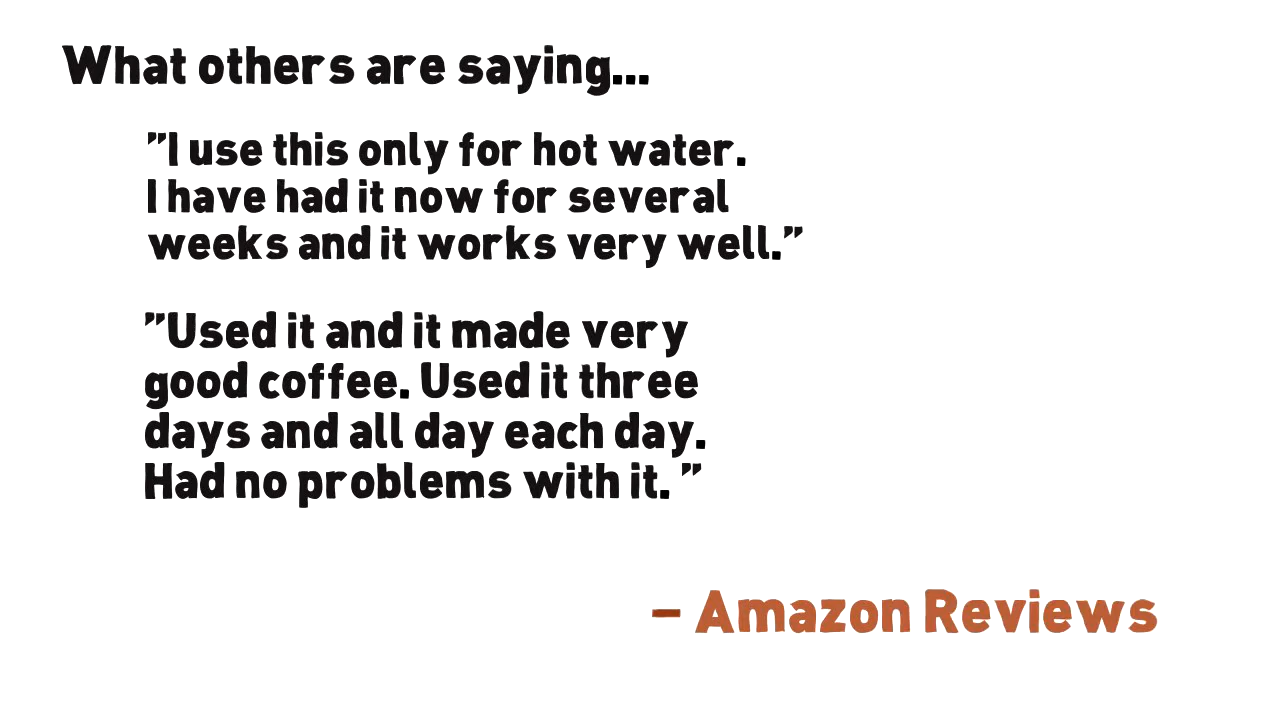 What others are saying...
"I use this only for hot water.
I have had it now for several
weeks and it works very well."
"Used it and it made very
good coffee. Used it three
days and all day each day.
Had no problems with it. "
– Amazon Reviews